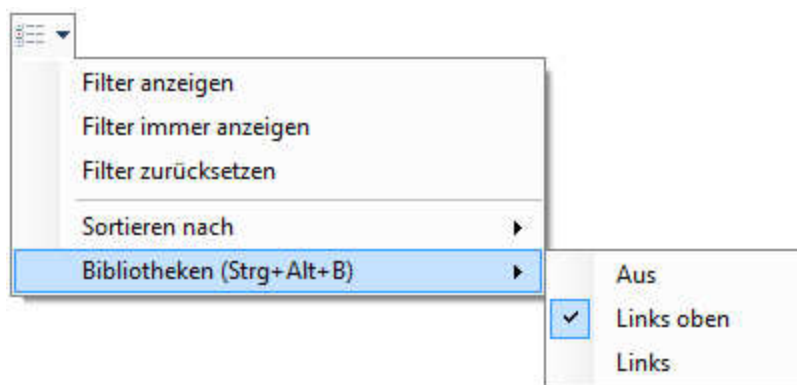 Filter anzeigen
Filter immer anzeigen
Filter zurücksetzen
Sortieren nach
Bibliotheken (Strg+Alt+B)
Aus
Links oben
Links